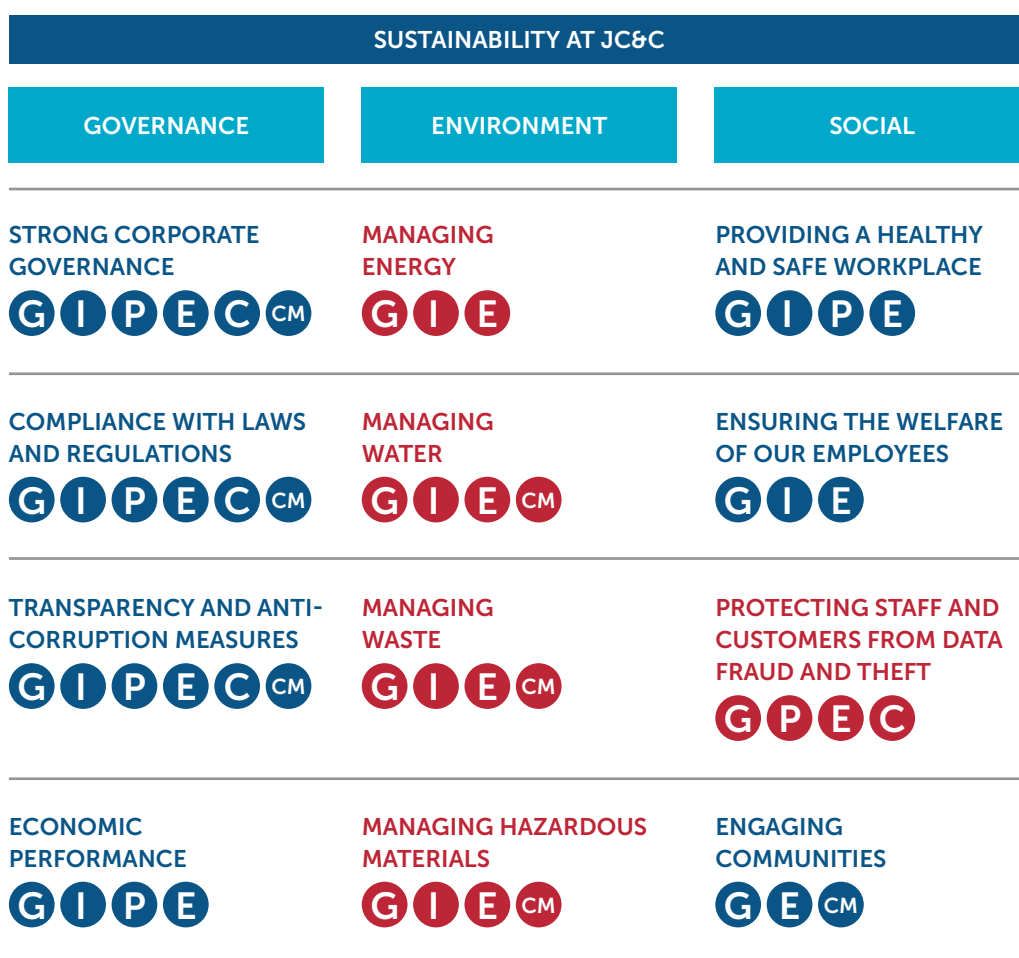 SUSTAINABILITY AT JC&C
GOVERNANCE
ENVIRONMENT
SOCIAL
STRONG CORPORATE
GOVERNANCE
G I P E C CM
MANAGING
ENERGY
G I E
PROVIDING A HEALTHY
AND SAFE WORKPLACE
G I P E
COMPLIANCE WITH LAWS
AND REGULATIONS
G I P E C CM
MANAGING
WATER
G I E CM
ENSURING THE WELFARE
OF OUR EMPLOYEES
G I E
TRANSPARENCY AND ANTI-
CORRUPTION MEASURES
G I P E C CM
MANAGING
WASTE
G I E CM
PROTECTING STAFF AND
CUSTOMERS FROM DATA
FRAUD AND THEFT
G P E C
ECONOMIC
PERFORMANCE
G I P E
MANAGING HAZARDOUS
MATERIALS
G I E CM
ENGAGING
COMMUNITIES
G E CM